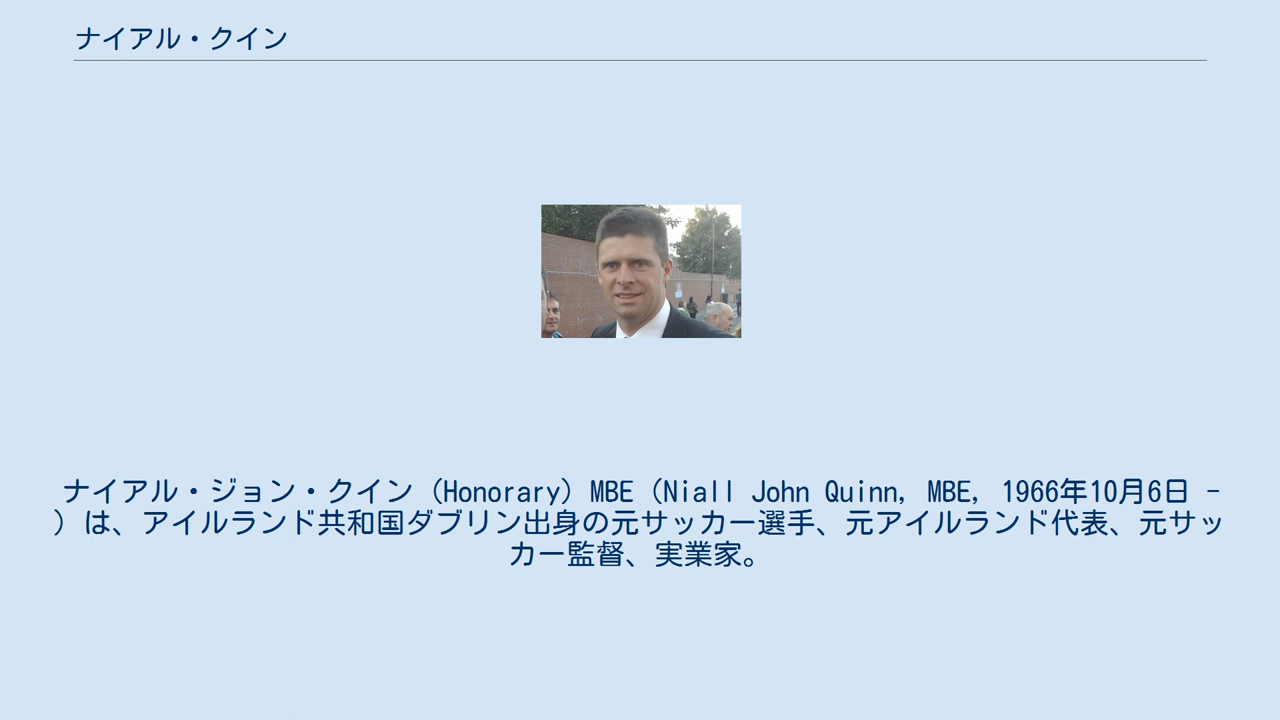 ナイアル・クイン
ナイアル・ジョン・クイン（Honorary）MBE（Niall John Quinn, MBE, 1966年10月6日 -
）は、アイルランド共和国ダブリン出身の元サッカー選手、元アイルランド代表、元サッ
カー監督、実業家。